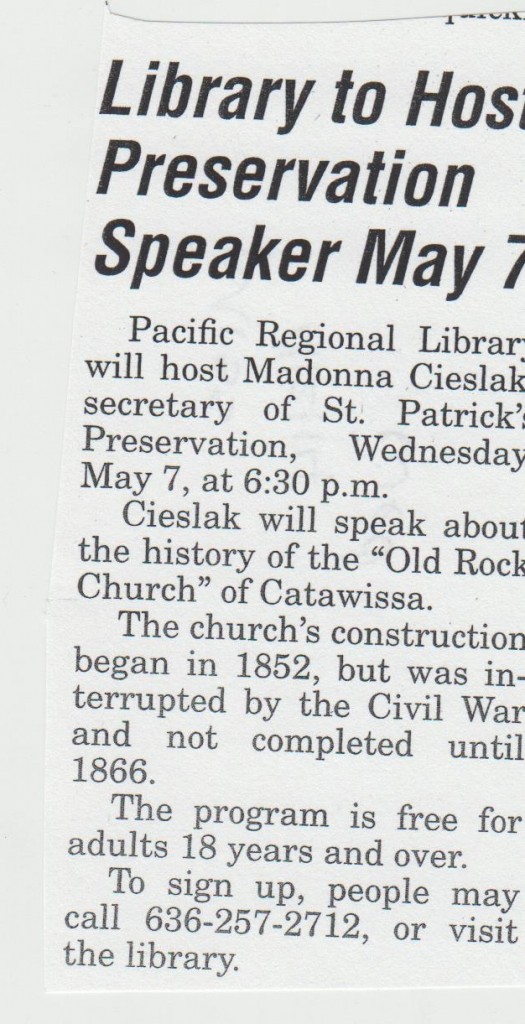 Library to Host
Preservation
Speaker May 7
Pacific Regional Library
will host Madonna Cieslak
secretary of St. Patrick's
Preservation, Wednesday
May 7, at 6:30 p.m.
Cieslak will speak about
the history of the “Old Rock
Church” of Catawissa.
The church's construction
began in 1852, but was in-
terrupted by the Civil War
and not completed until
1866.
The program is free for
adults 18 years and over.
To sign up, people may
call 636-257-2712, or visit
the library.